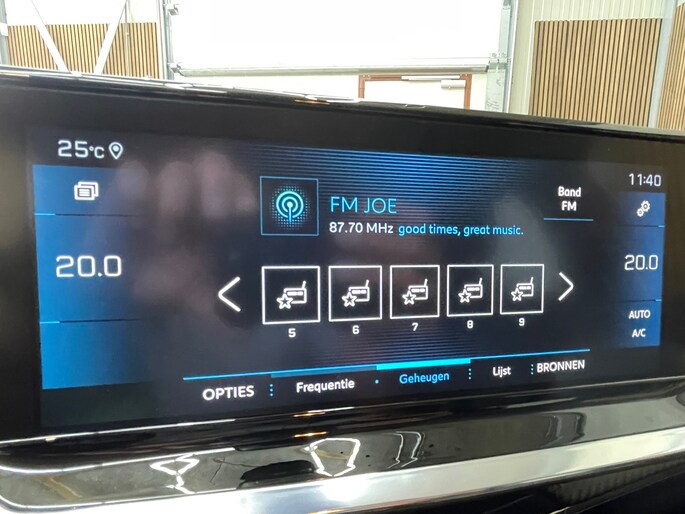 25°C
11:40
FM JOE
87.70 MHz good times, great music.
Band
FM
20.0
20.0
5 6 7 8 9
AUTO
A/C
OPTIES Frequentie Geheugen Lijst BRONNEN